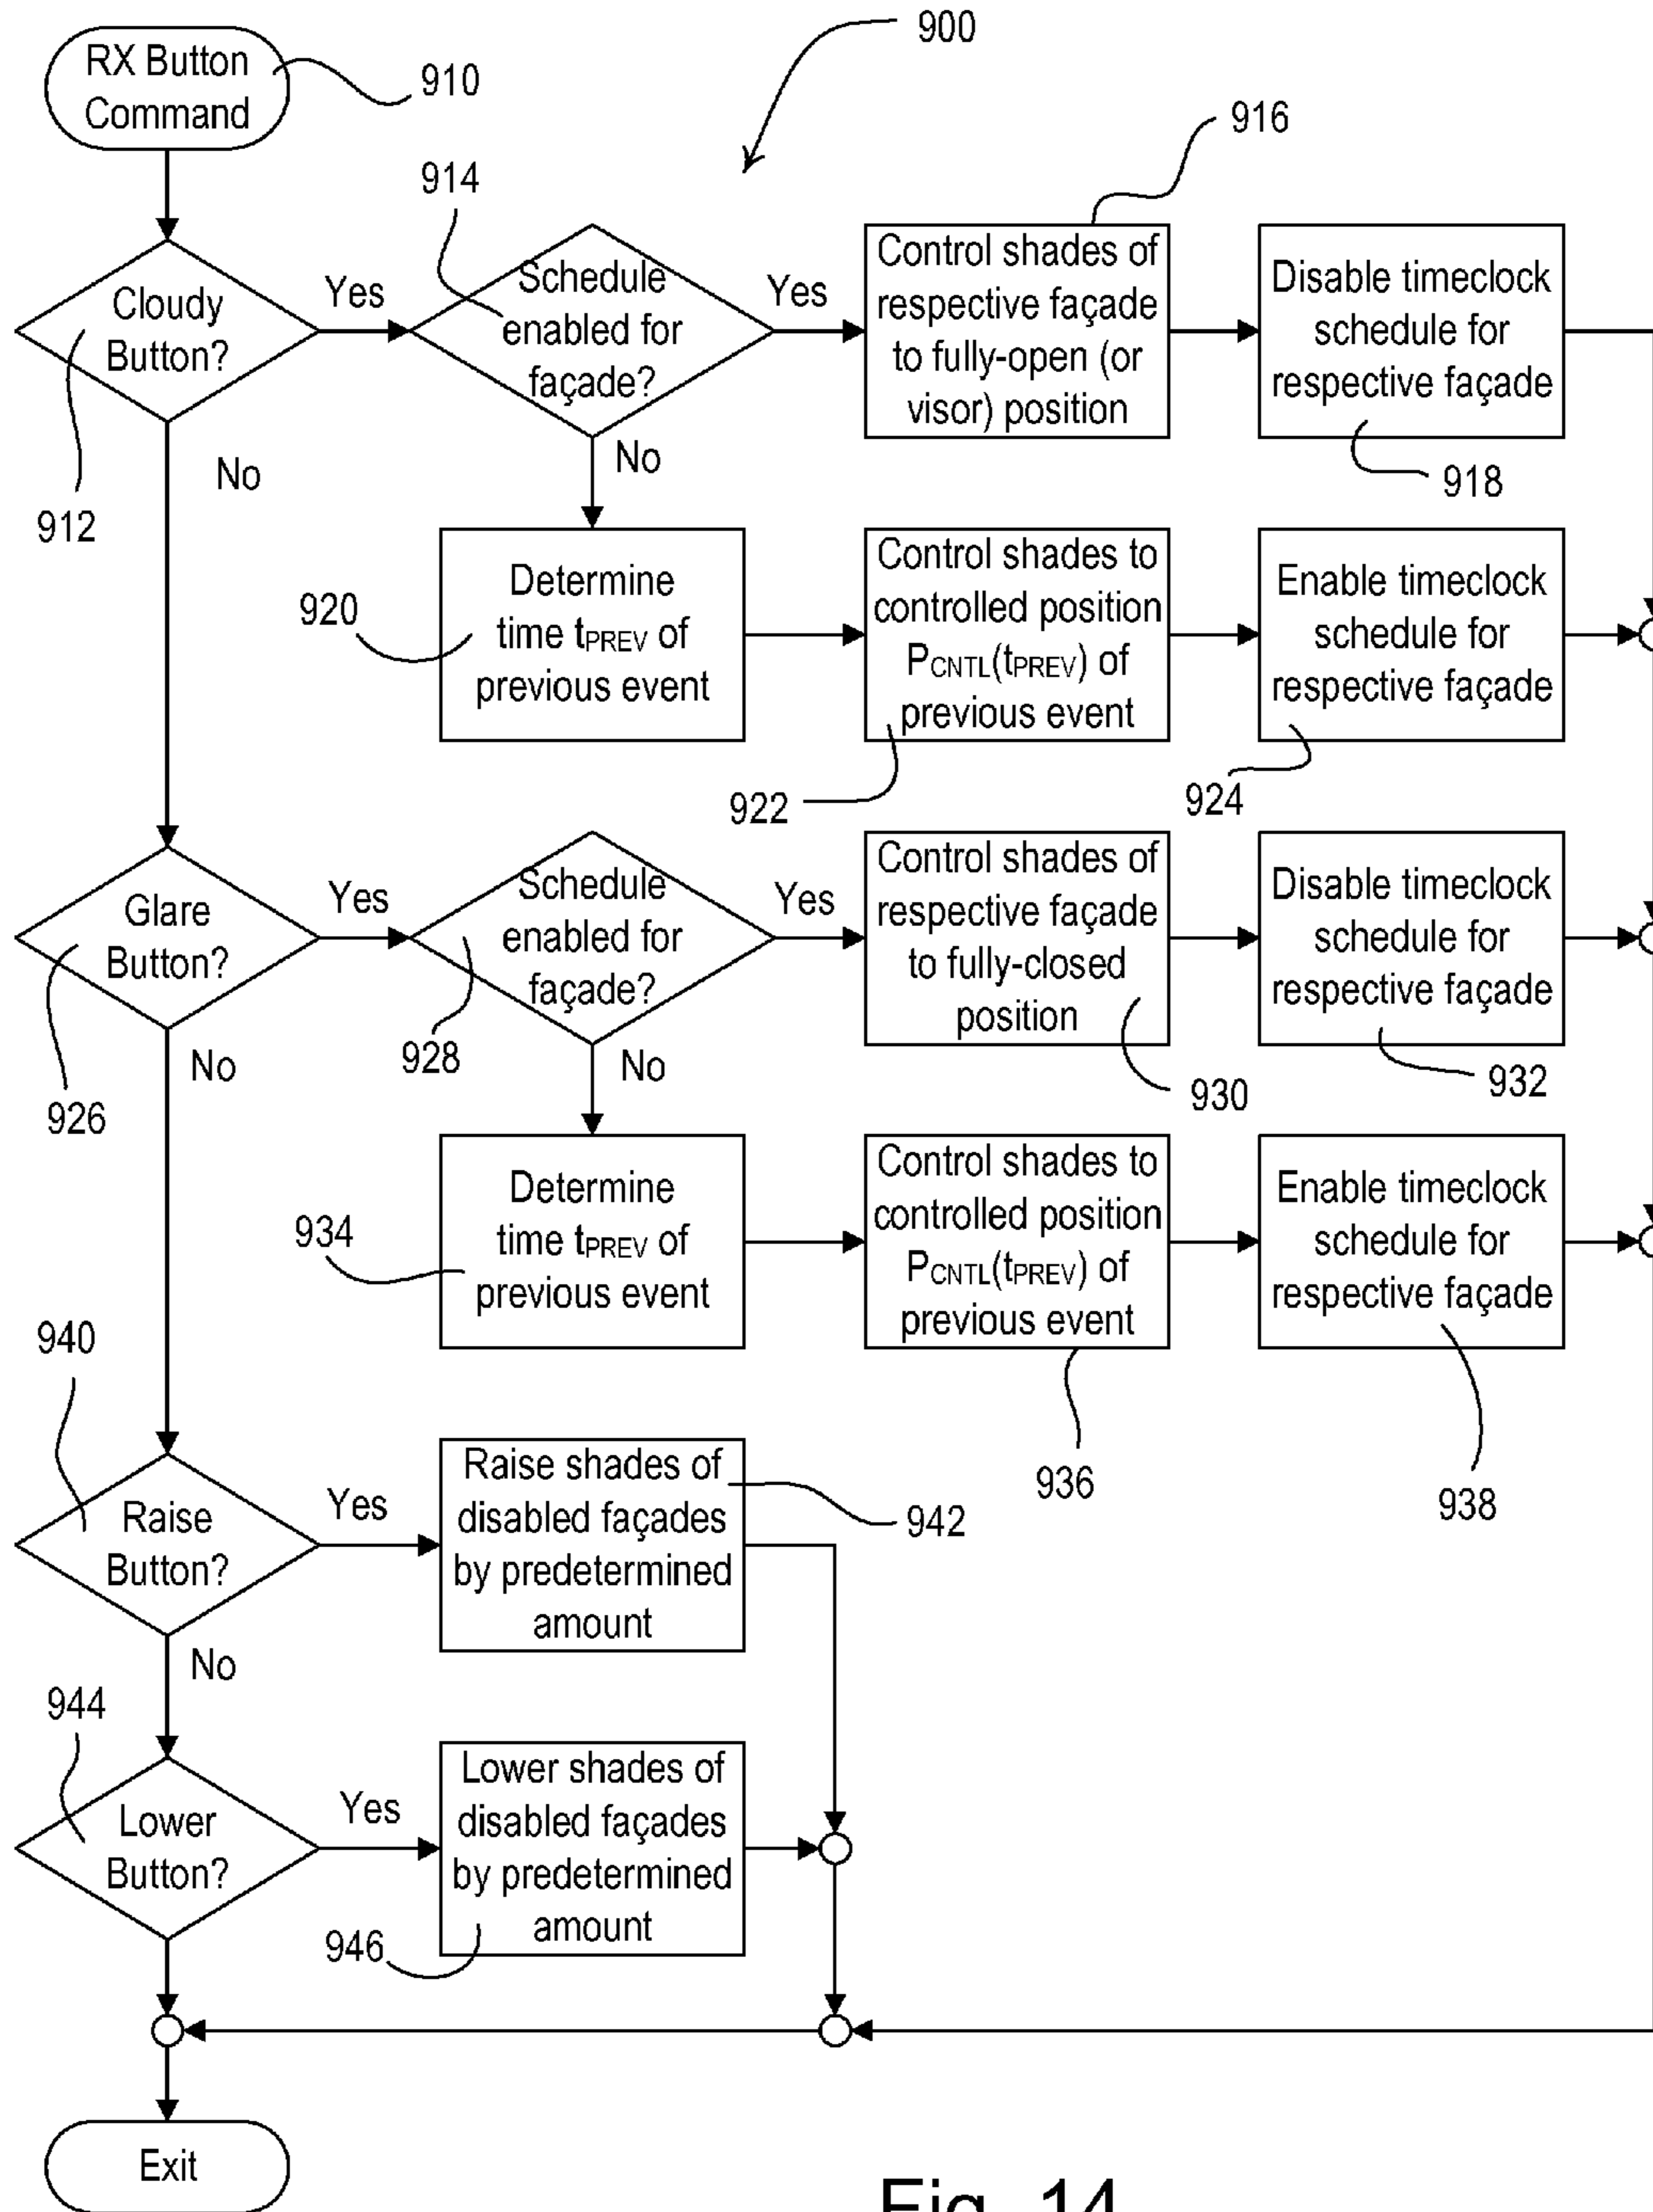 900
RX Button
Command
910
916
914
Cloudy
Button?
Yes
Schedule
enabled for
façade?
Yes
Control shades of
respective façade
to fully-open (or
visor) position
Disable timeclock
schedule for
respective façade
912
No
No
918
920
Determine
time tPREV of
previous event
Control shades to
controlled position
PCNTL(tPREV) of
previous event
Enable timeclock
schedule for
respective façade
922
924
Glare
Button?
Yes
Schedule
enabled for
façade?
Yes
Control shades of
respective façade
to fully-closed
position
Disable timeclock
schedule for
respective façade
926
No
928
No
930
932
934
Determine
time tPREV of
previous event
Control shades to
controlled position
PCNTL(tPREV) of
previous event
Enable timeclock
schedule for
respective façade
936
938
940
Raise
Button?
Yes
Raise shades of
disabled façades
by predetermined
amount
942
No
944
Lower
Button?
Yes
Lower shades of
disabled façades
by predetermined
amount
946
Exit
Fig. 14